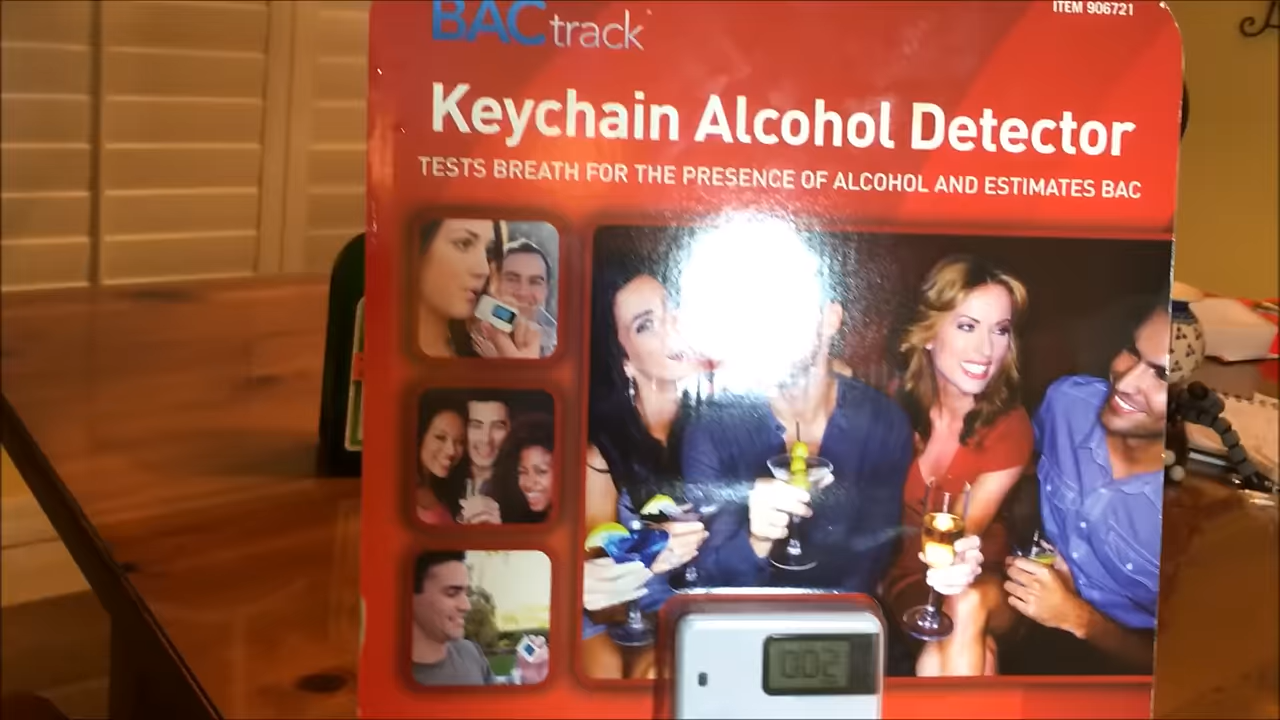 BACtrack
ITEM 906721
Keychain Alcohol Detector
TESTS BREATH FOR THE PRESENCE OF ALCOHOL AND ESTIMATES BAC
0.02